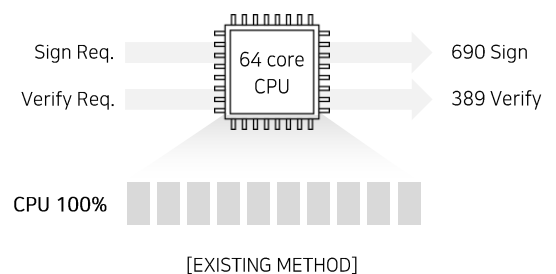 Sign Req.
64 core
CPU
690 Sign
Verify Req.
389 Verify
CPU 100%
[EXISTING METHOD]